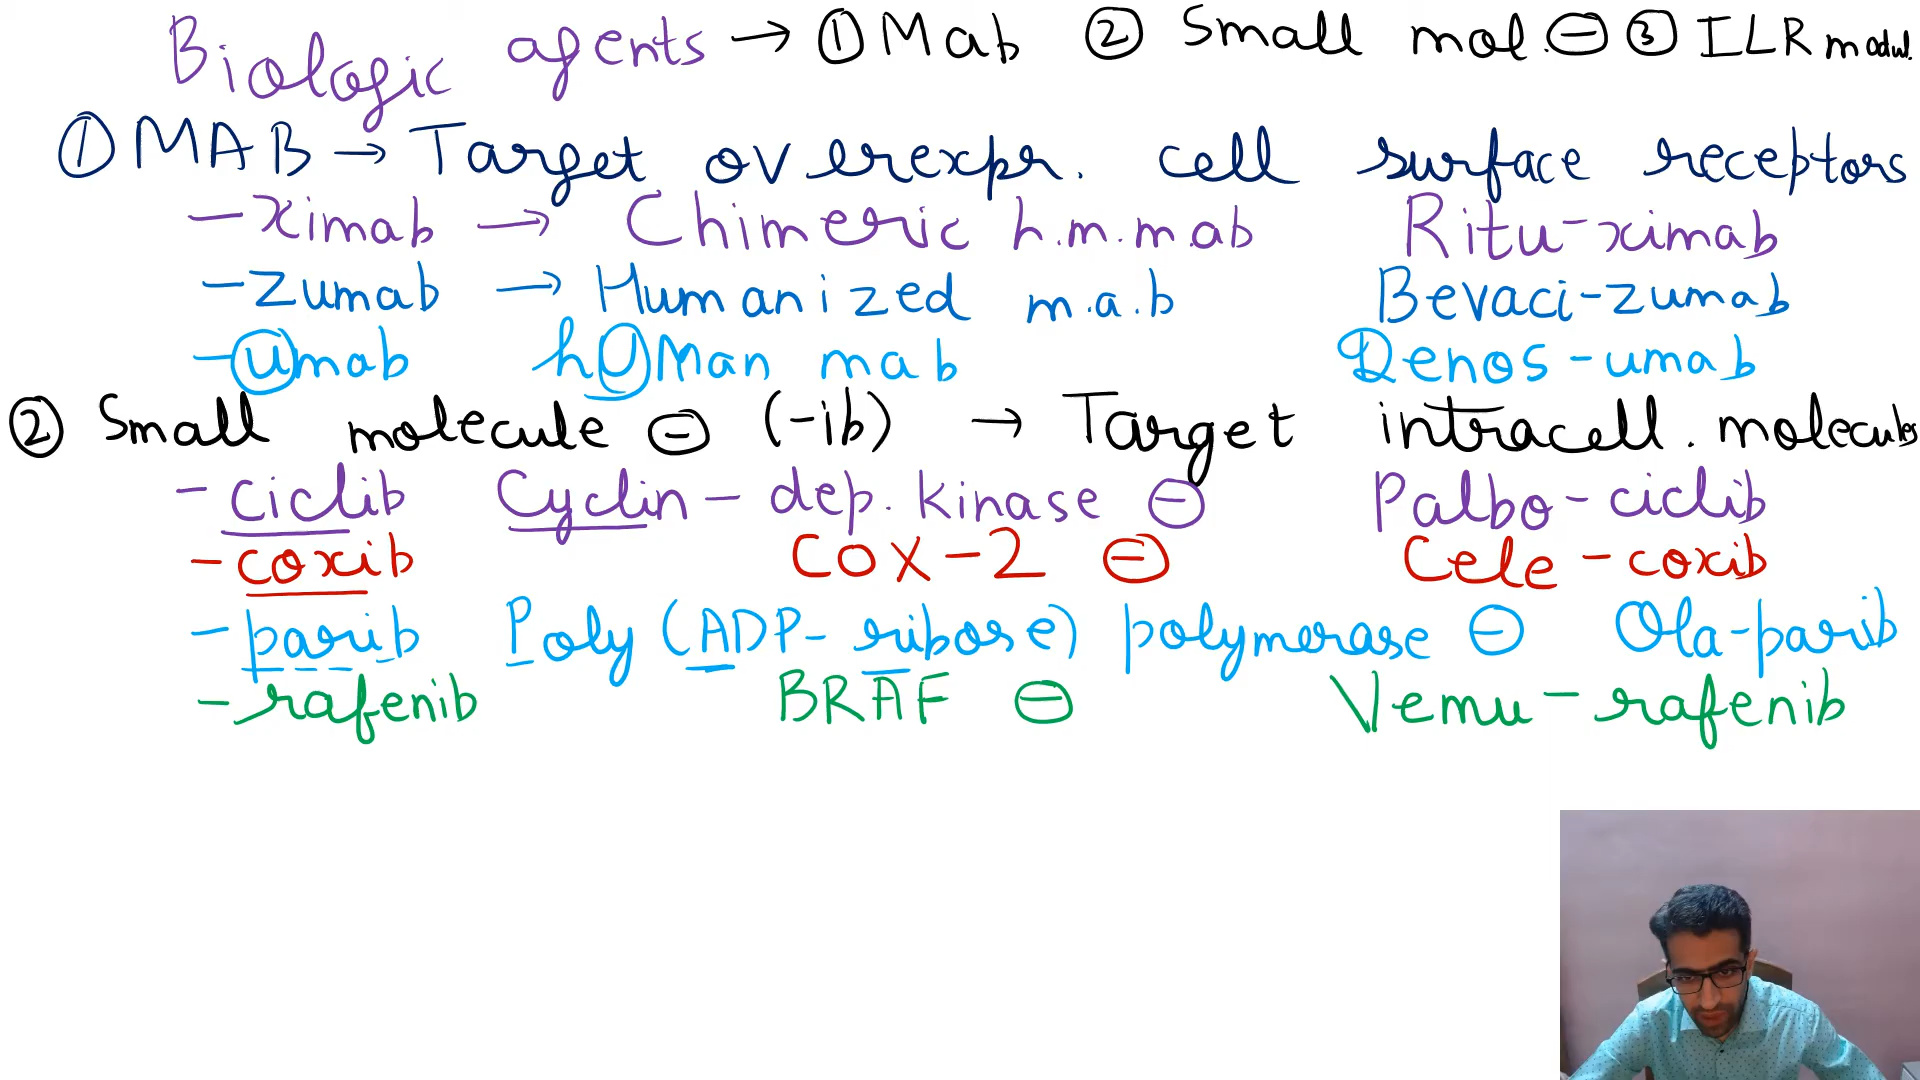 Biologic agents → ① Mab ② Small mol. ⊖ ③ ILR modul.
① MAB → Target overexpr. cell surface receptors
-ximab → Chimeric h.m.m.ab Ritu-ximab
-zumab → Humanized m.a.b Bevaci-zumab
-umab hUMan mab Denos-umab
② Small molecule ⊖ (-ib) → Target intracell. molecules
-ciclib Cyclin-dep. kinase ⊖ Palbo-ciclib
-coxib COX-2 ⊖ Cele-coxib
-parib Poly (ADP-ribose) polymerase ⊖ Ola-parib
-rafenib BRAF ⊖ Vemu-rafenib